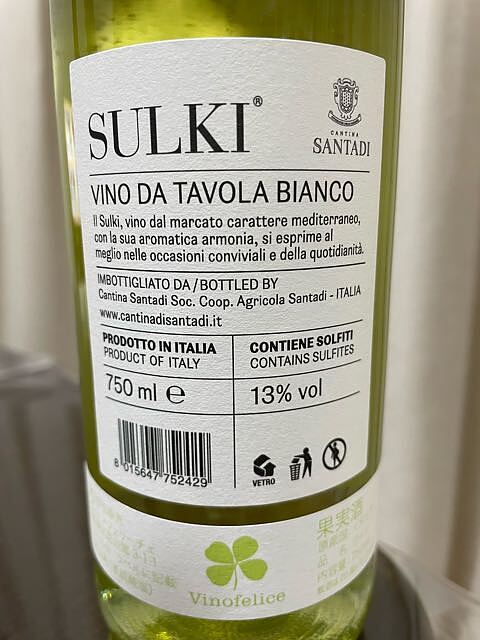 SULKI®
CANTINA
SANTADI
VINO DA TAVOLA BIANCO
Il Sulki, vino dal marcato carattere mediterraneo,
con la sua aromatica armonia, si esprime al
meglio nelle occasioni conviviali e della quotidianità.
IMBOTTIGLIATO DA/BOTTLED BY
Cantina Santadi Soc. Coop. Agricola Santadi - ITALIA
www.cantinadisantadi.it
PRODOTTO IN ITALIA
PRODUCT OF ITALY
CONTIENE SOLFITI
CONTAINS SULFITES
750 ml ℮
13% vol
8 015647 752429
VETRO
果実酒
Vinofelice